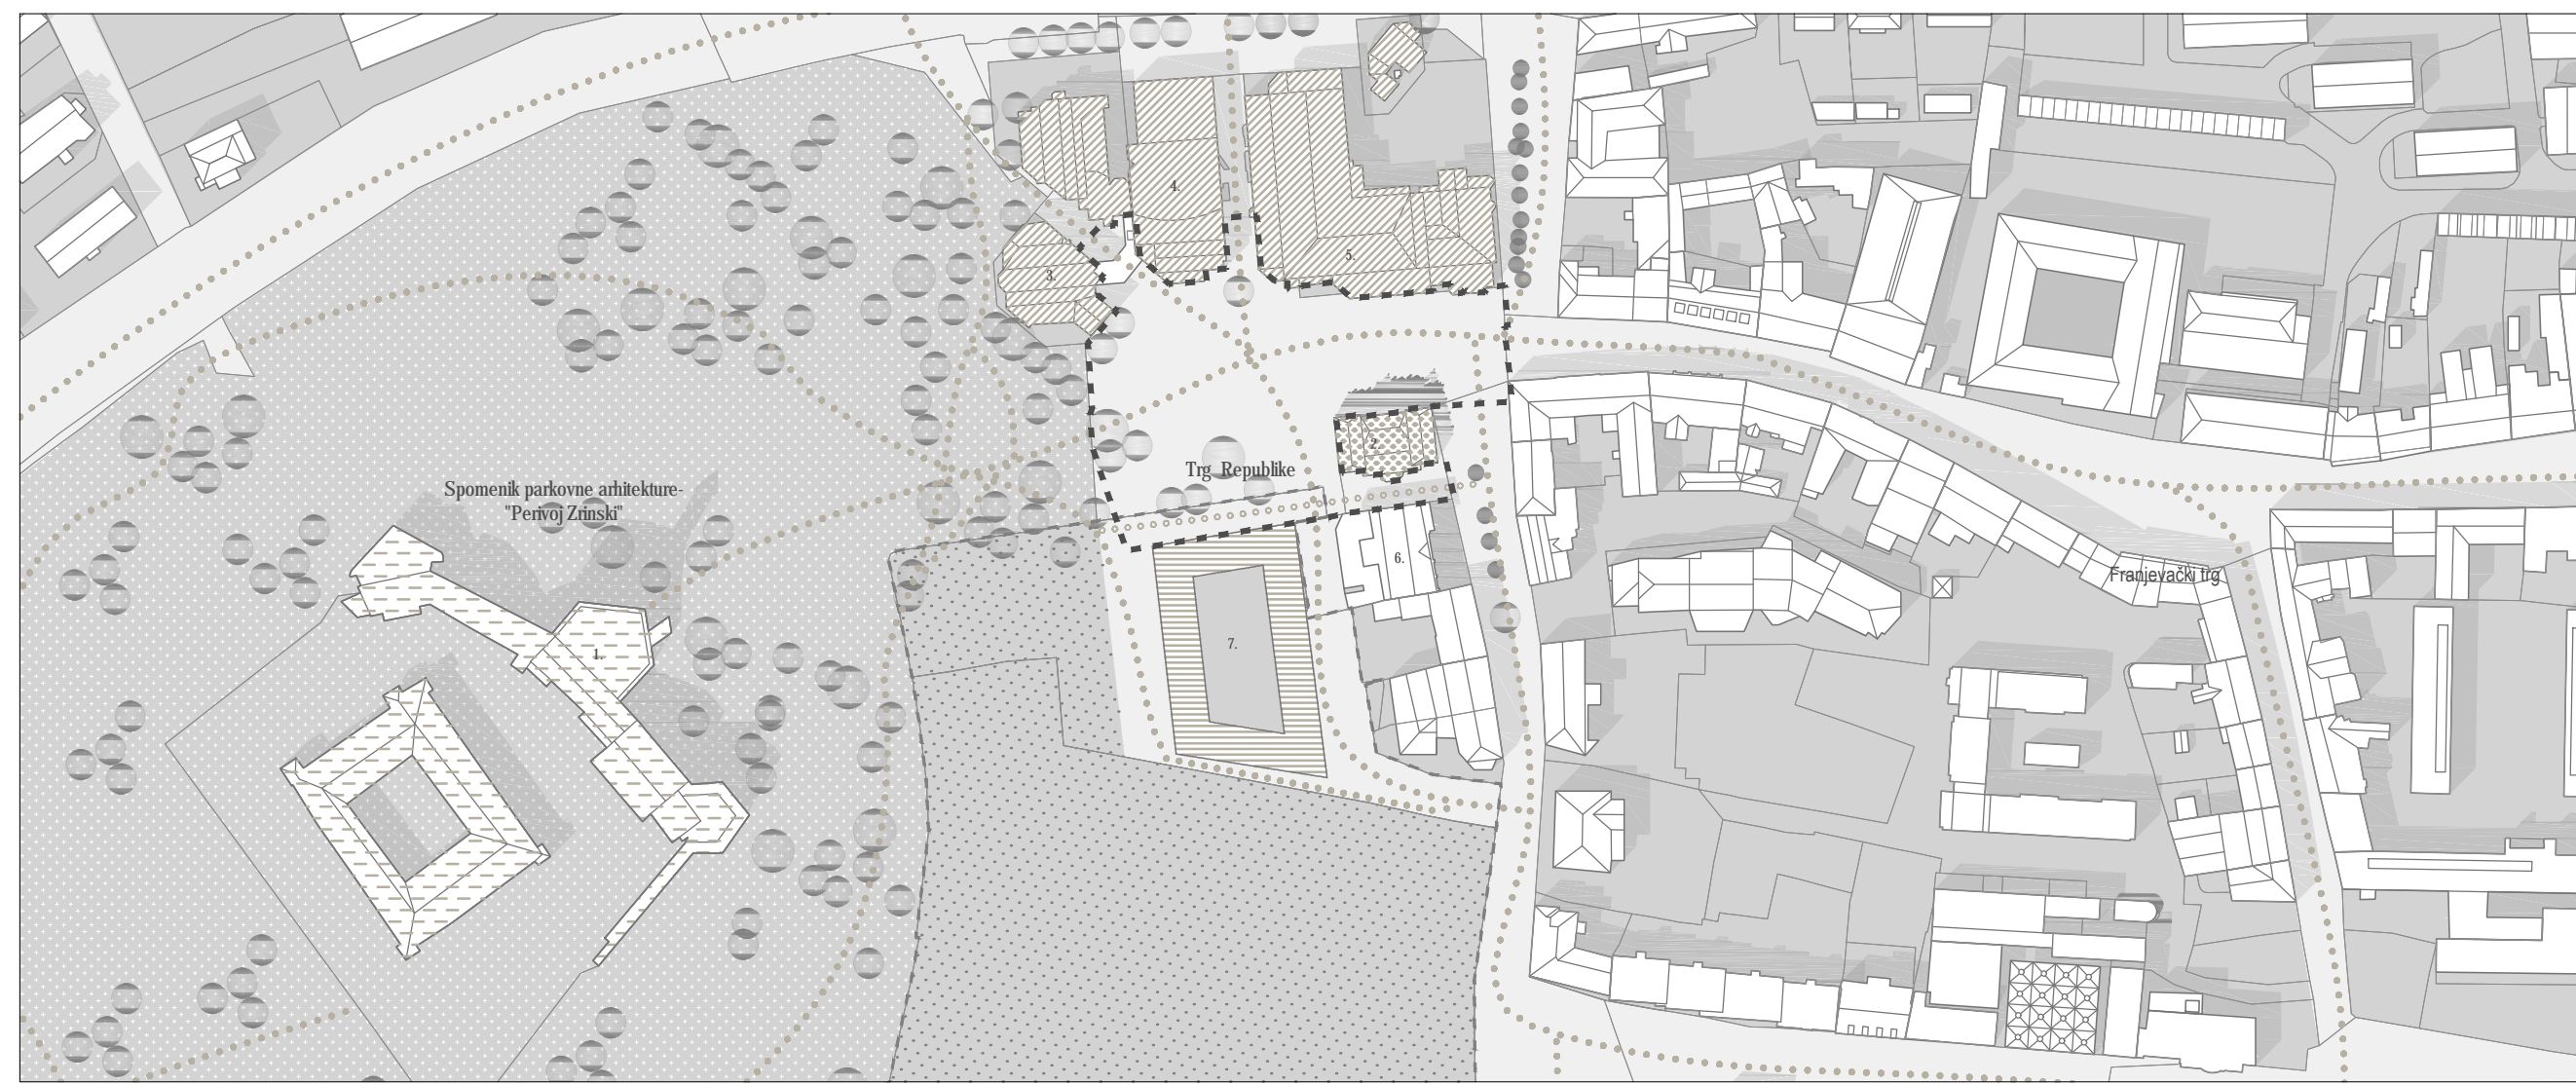 4.
5.
3.
2.
Trg Republike
Spomenik parkovne arhitekture-
"Perivoj Zrinski"
6.
Franjevački trg
7.
1.